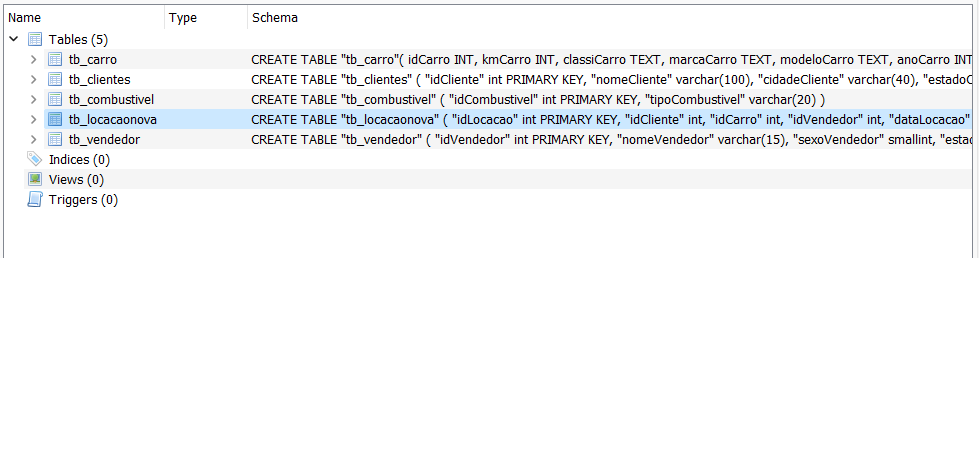 Name Type Schema
Tables (5)
tb_carro CREATE TABLE "tb_carro"( idCarro INT, kmCarro INT, classiCarro TEXT, marcaCarro TEXT, modeloCarro TEXT, anoCarro INT
tb_clientes CREATE TABLE "tb_clientes" ( "idCliente" int PRIMARY KEY, "nomeCliente" varchar(100), "cidadeCliente" varchar(40), "estadoC
tb_combustivel CREATE TABLE "tb_combustivel" ( "idCombustivel" int PRIMARY KEY, "tipoCombustivel" varchar(20) )
tb_locacaonova CREATE TABLE "tb_locacaonova" ( "idLocacao" int PRIMARY KEY, "idCliente" int, "idCarro" int, "idVendedor" int, "dataLocacao"
tb_vendedor CREATE TABLE "tb_vendedor" ( "idVendedor" int PRIMARY KEY, "nomeVendedor" varchar(15), "sexoVendedor" smallint, "estac
Indices (0)
Views (0)
Triggers (0)